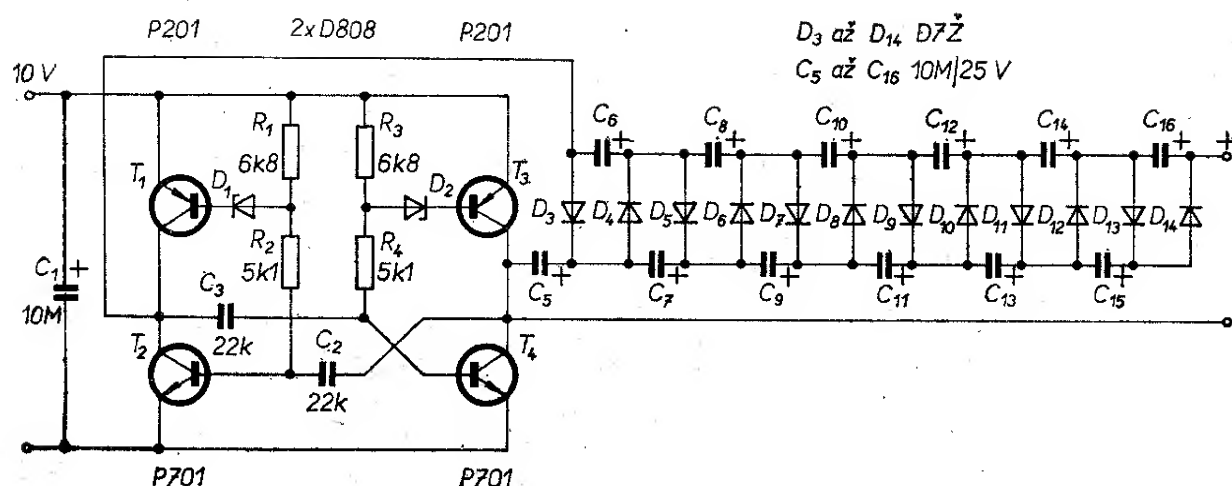 P201 2xD808 P201
D₃ až D₁₄ D7Ž
C₅ až C₁₆ 10M/25 V
10 V
R₁ 6k8
R₃ 6k8
C₆ +
C₈ +
C₁₀ +
C₁₂ +
C₁₄ +
C₁₆ +
+
T₁
D₁
D₂
T₃
D₃
D₄
D₅
D₆
D₇
D₈
D₉
D₁₀
D₁₁
D₁₂
D₁₃
D₁₄
R₂ 5k1
R₄ 5k1
C₁ +
10M
C₃
22k
C₅ +
C₇ +
C₉ +
C₁₁ +
C₁₃ +
C₁₅ +
T₂
C₂
22k
T₄
P701 P701